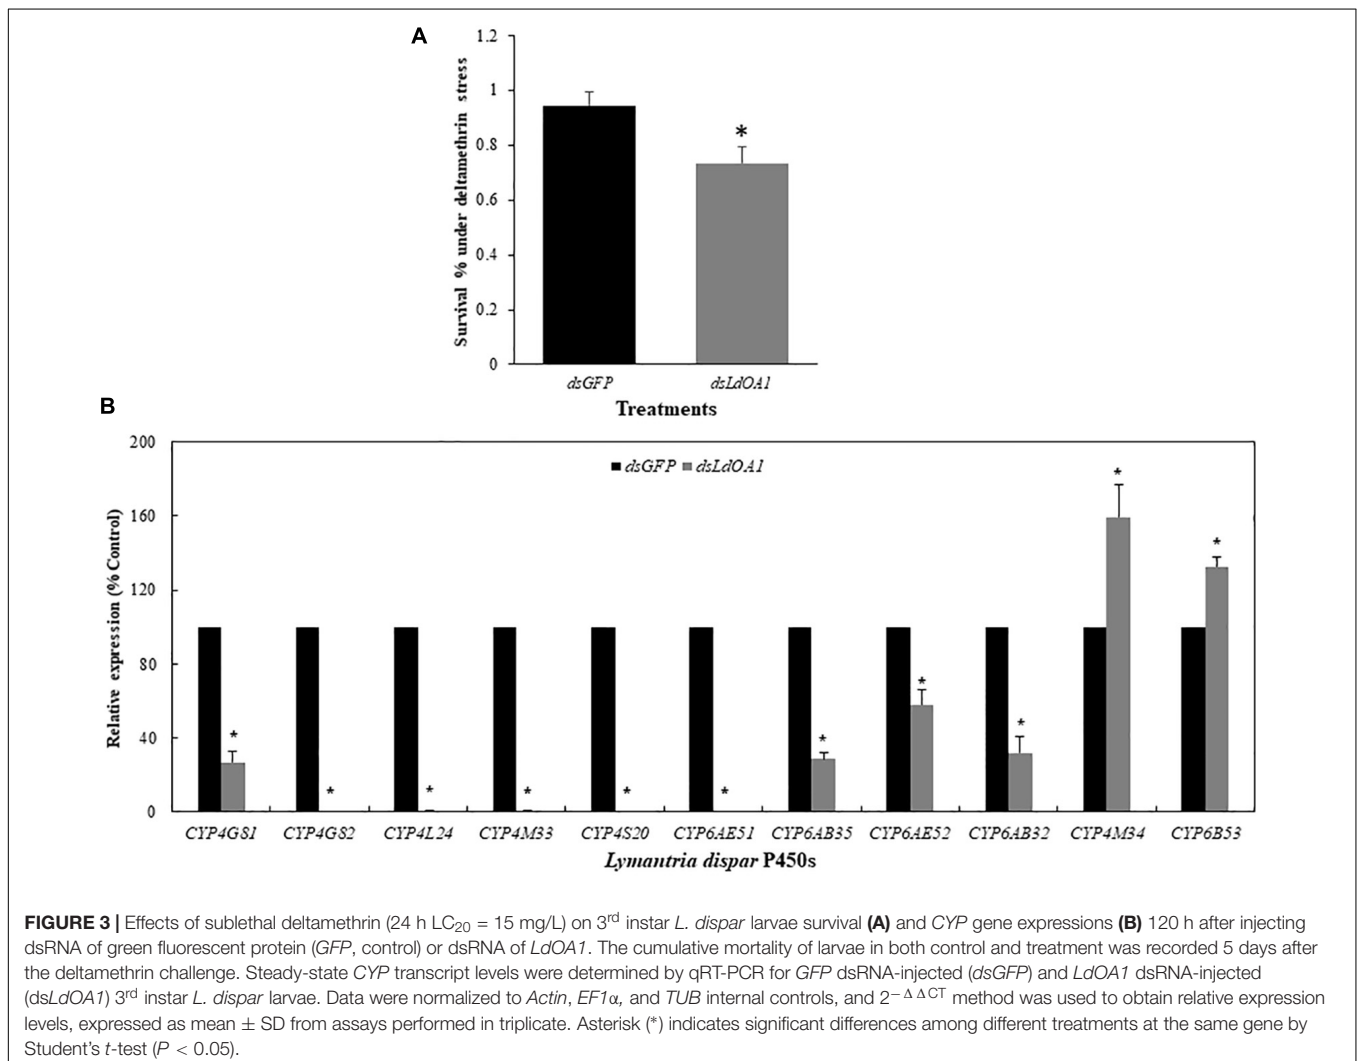 A
1.2
1
0.8
0.6
0.4
0.2
0
Survival % under deltamethrin stress
*
dsGFP dsLdOA1
Treatments
B
200
160
120
80
40
0
Relative expression (% Control)
■ dsGFP ■ dsLdOA1
* * * * * * * * * * *
CYP4G81 CYP4G82 CYP4L24 CYP4M33 CYP4S20 CYP6AE51 CYP6AB35 CYP6AE52 CYP6AB32 CYP4M34 CYP6B53
Lymantria dispar P450s
FIGURE 3 | Effects of sublethal deltamethrin (24 h LC20 = 15 mg/L) on 3rd instar L. dispar larvae survival (A) and CYP gene expressions (B) 120 h after injecting
dsRNA of green fluorescent protein (GFP, control) or dsRNA of LdOA1. The cumulative mortality of larvae in both control and treatment was recorded 5 days after
the deltamethrin challenge. Steady-state CYP transcript levels were determined by qRT-PCR for GFP dsRNA-injected (dsGFP) and LdOA1 dsRNA-injected
(dsLdOA1) 3rd instar L. dispar larvae. Data were normalized to Actin, EF1α, and TUB internal controls, and 2−ΔΔCT method was used to obtain relative expression
levels, expressed as mean ± SD from assays performed in triplicate. Asterisk (*) indicates significant differences among different treatments at the same gene by
Student's t-test (P < 0.05).